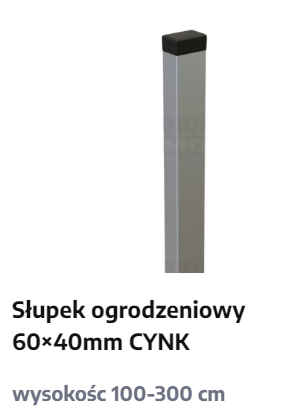 Słupek ogrodzeniowy
60×40mm CYNK
wysokośc 100-300 cm